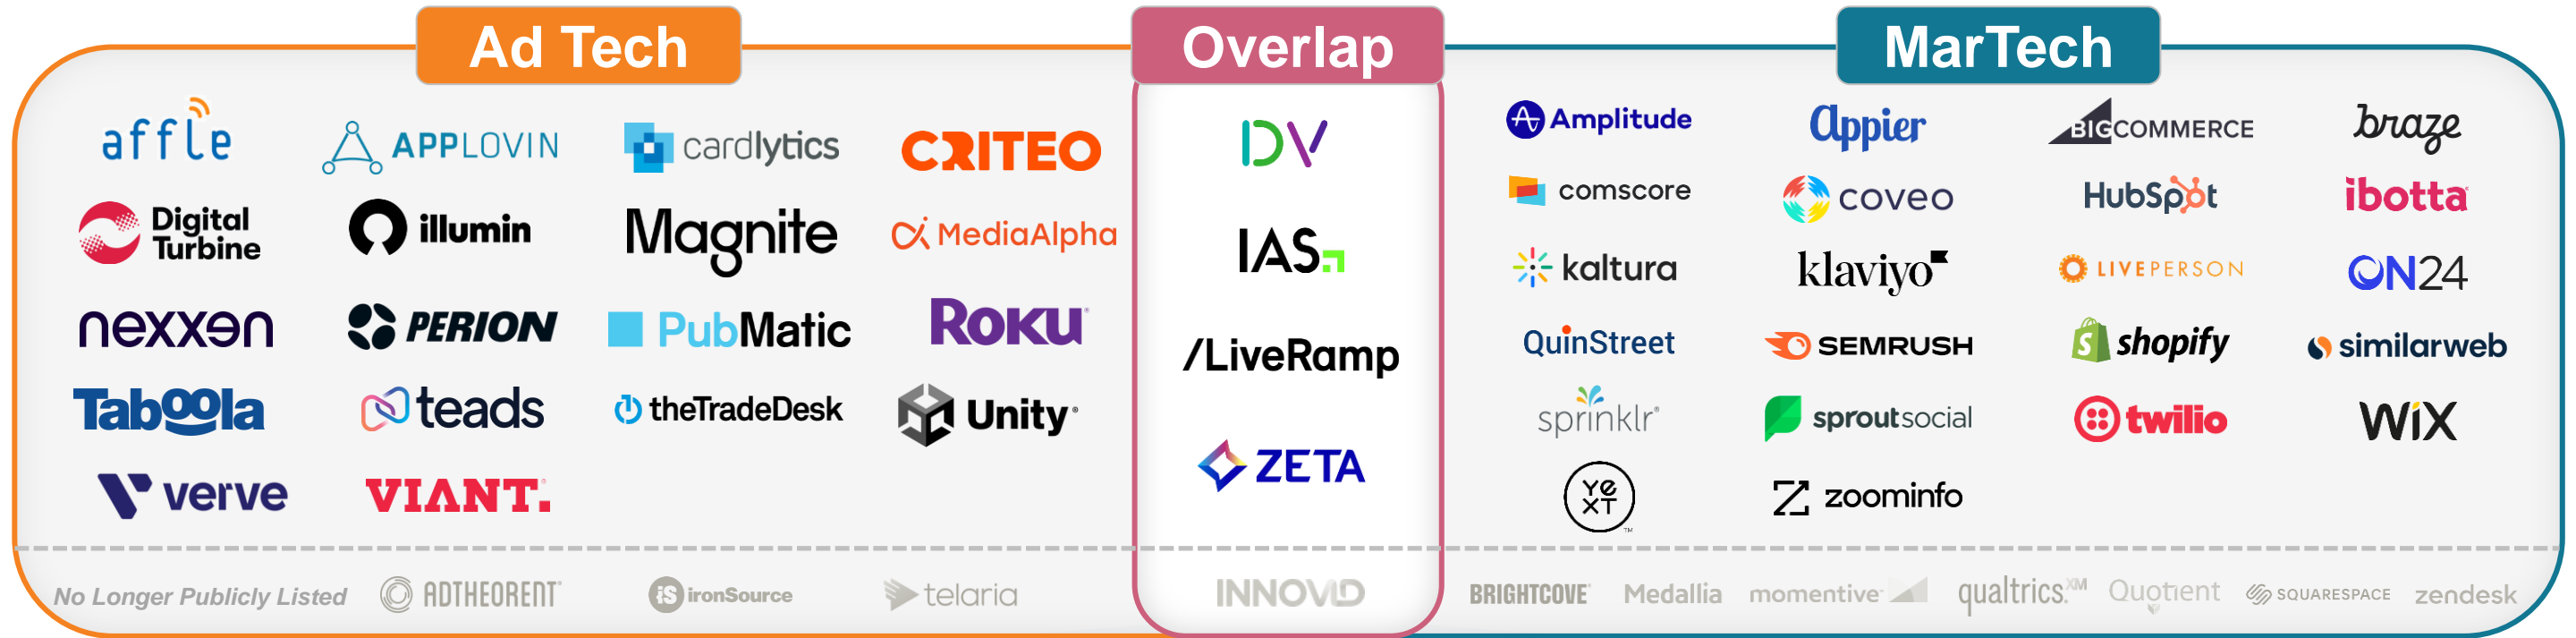 Ad Tech
Overlap
MarTech
affle
APPLOVIN
cardlytics
CRITEO
Digital
Turbine
illumin
Magnite
MediaAlpha
nexxen
PERION
PubMatic
ROKU
Taboola
teads
theTradeDesk
Unity
verve
VIANT.
DV
IAS
/LiveRamp
ZETA
Amplitude
Appier
BIGCOMMERCE
braze
comscore
coveo
HubSpot
ibotta
kaltura
klaviyo
LIVEPERSON
ON24
QuinStreet
SEMRUSH
shopify
similarweb
sprinklr
sproutsocial
twilio
WiX
YEXT
zoominfo
No Longer Publicly Listed
ADTHEORENT
iS ironSource
telaria
INNOVID
BRIGHTCOVE
Medallia
momentive
qualtrics.XM
Quotient
SQUARESPACE
zendesk